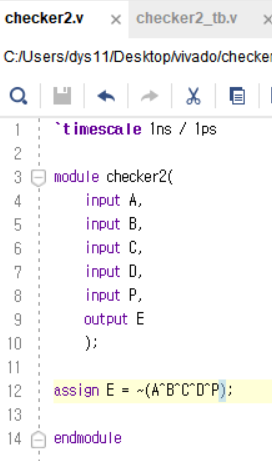 checker2.v × checker2_tb.v ×
C:/Users/dys11/Desktop/vivado/checker
1 `timescale 1ns / 1ps
2
3 module checker2(
4 input A,
5 input B,
6 input C,
7 input D,
8 input P,
9 output E
10 );
11
12 assign E = ~(A^B^C^D^P);
13
14 endmodule